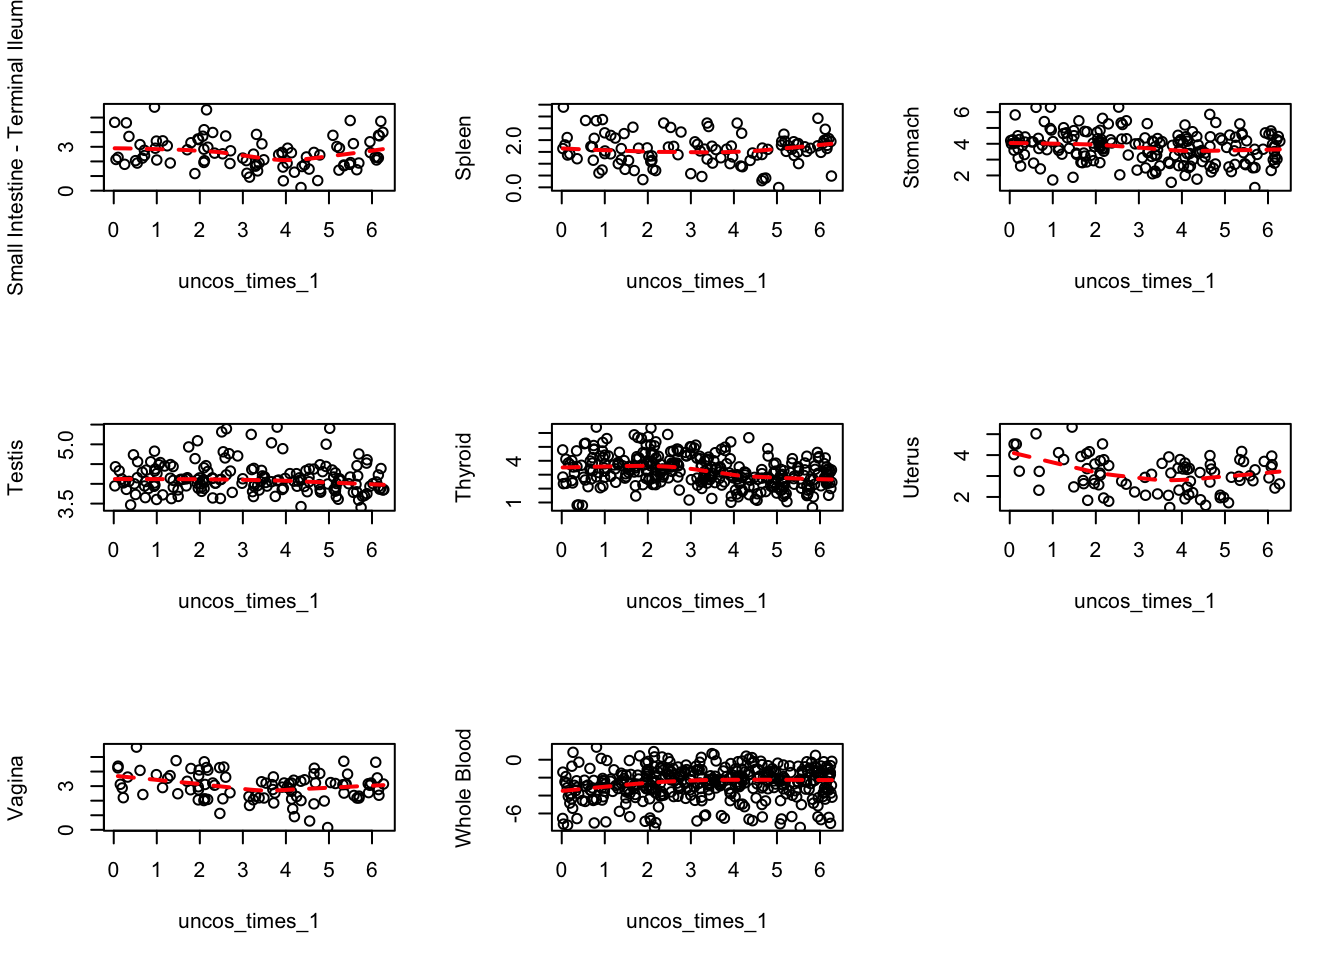 Small Intestine - Terminal Ileum
0 3
0 1 2 3 4 5 6
uncos_times_1
Spleen
0.0 2.0
0 1 2 3 4 5 6
uncos_times_1
Stomach
2 4 6
0 1 2 3 4 5 6
uncos_times_1
Testis
3.5 5.0
0 1 2 3 4 5 6
uncos_times_1
Thyroid
1 4
0 1 2 3 4 5 6
uncos_times_1
Uterus
2 4
0 1 2 3 4 5 6
uncos_times_1
Vagina
0 3
0 1 2 3 4 5 6
uncos_times_1
Whole Blood
-6 0
0 1 2 3 4 5 6
uncos_times_1